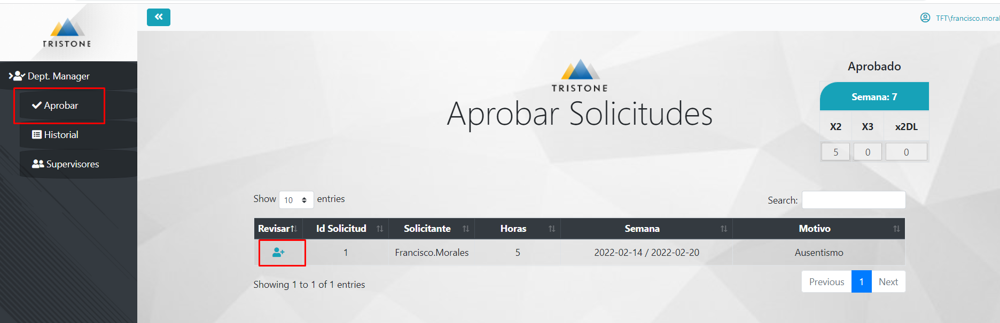 TRISTONE
TFT\francisco.moral
Dept. Manager
Aprobar
Historial
Supervisores
TRISTONE
Aprobar Solicitudes
Aprobado
Semana: 7
X2 X3 x2DL
5 0 0
Show 10 entries
Search:
Revisar Id Solicitud Solicitante Horas Semana Motivo
1 Francisco.Morales 5 2022-02-14 / 2022-02-20 Ausentismo
Showing 1 to 1 of 1 entries
Previous 1 Next